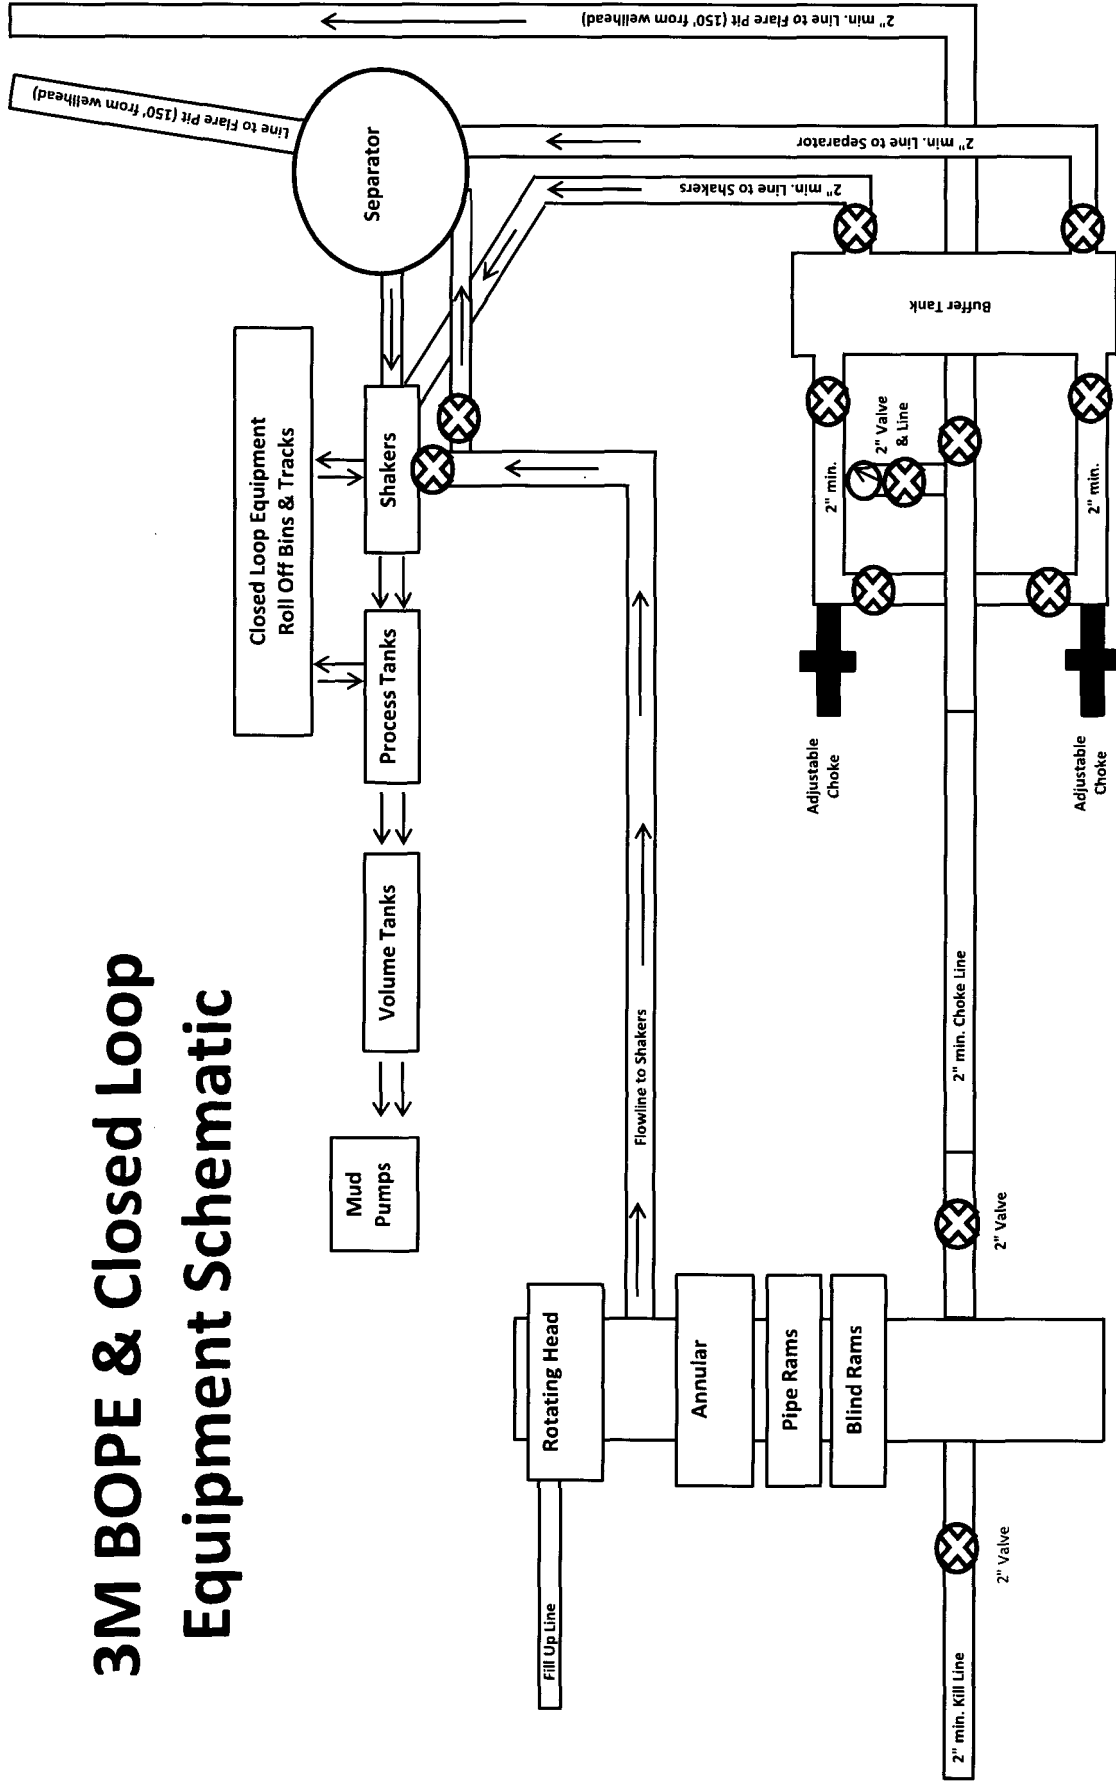 3M BOPE & Closed Loop
Equipment Schematic
Mud
Pumps
Volume Tanks
Process Tanks
Shakers
Closed Loop Equipment
Roll Off Bins & Tracks
Separator
Line to Flare Pit (150' from wellhead)
2" min. Line to Flare Pit (150' from wellhead)
2" min. Line to Separator
2" min. Line to Shakers
Fill Up Line
Rotating Head
Flowline to Shakers
Annular
Pipe Rams
Blind Rams
2" min. Kill Line
2" Valve
2" Valve
2" min. Choke Line
Adjustable
Choke
Adjustable
Choke
2" min.
2" Valve
& Line
2" min.
Buffer Tank